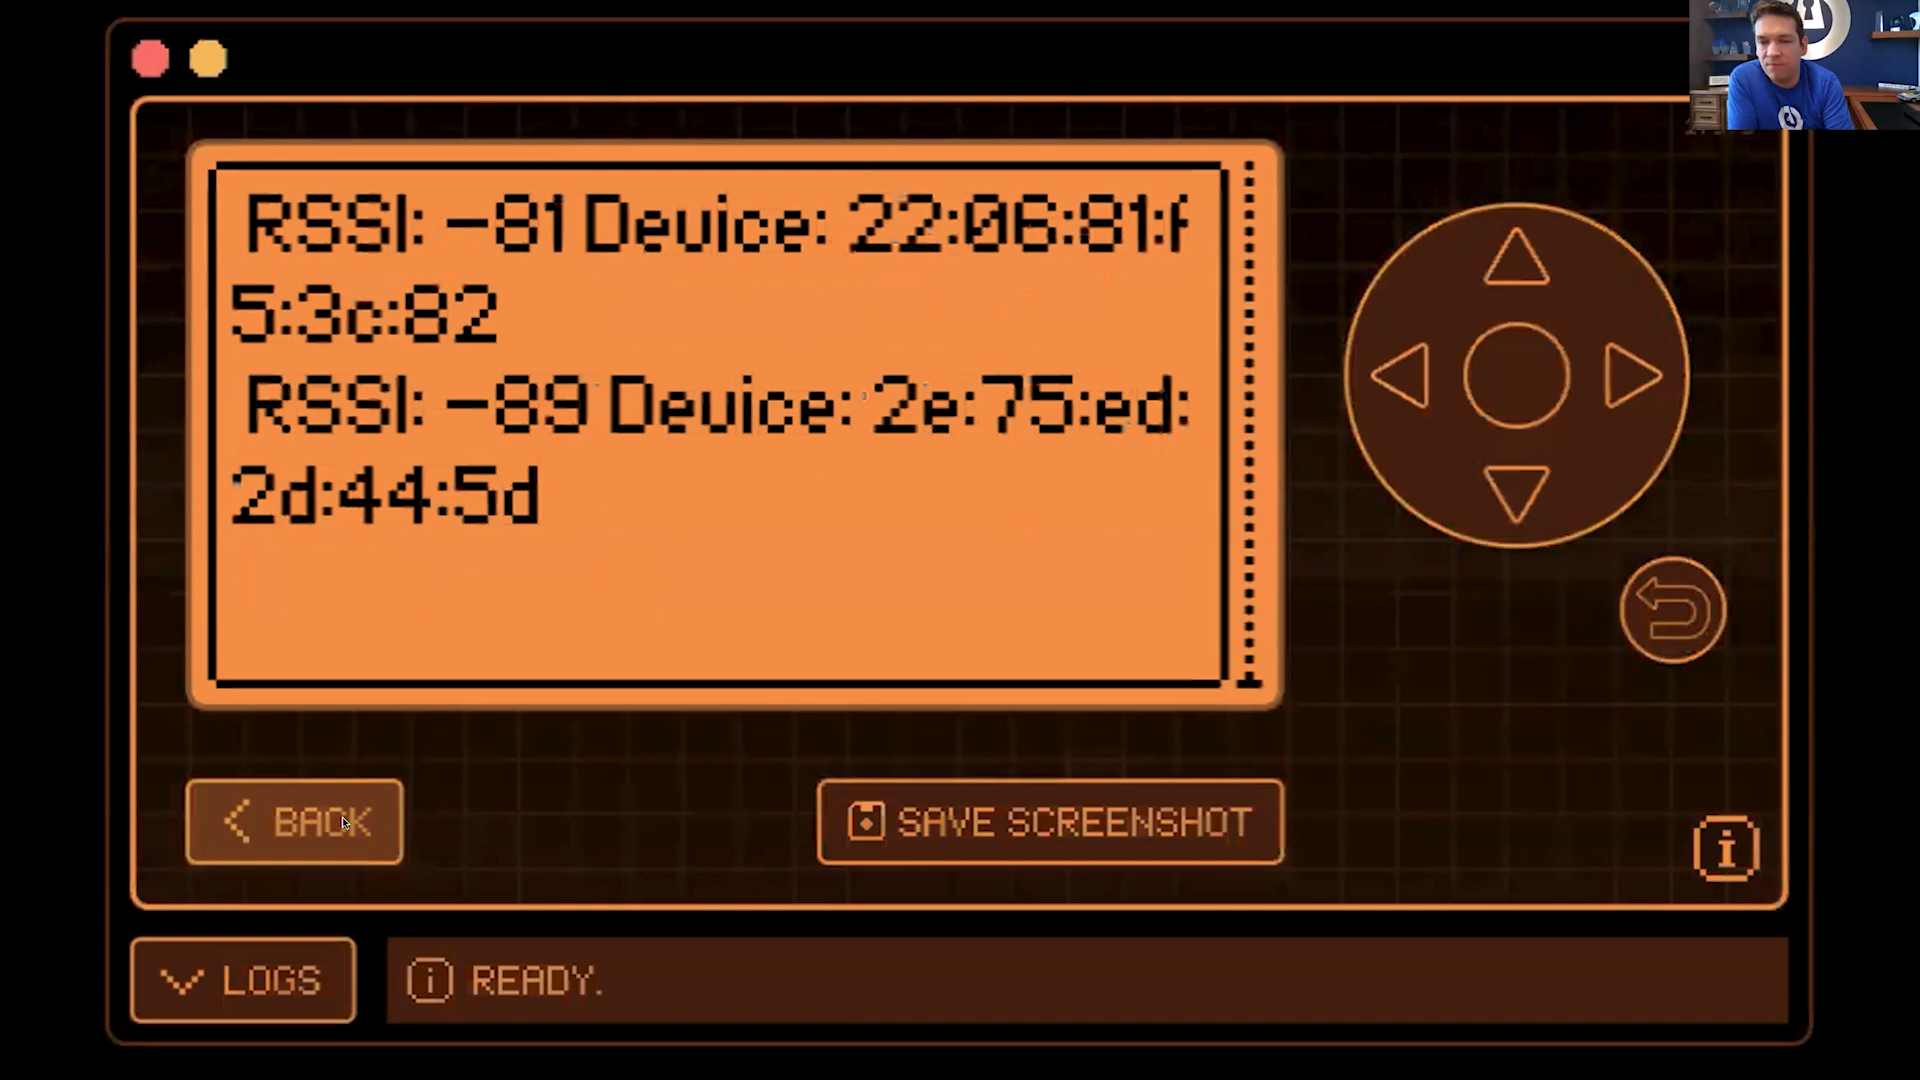 RSSI: -81 Device: 22:06:81:f
5:3c:82
RSSI: -89 Device: 2e:75:ed:
2d:44:5d
BACK
SAVE SCREENSHOT
LOGS
READY.